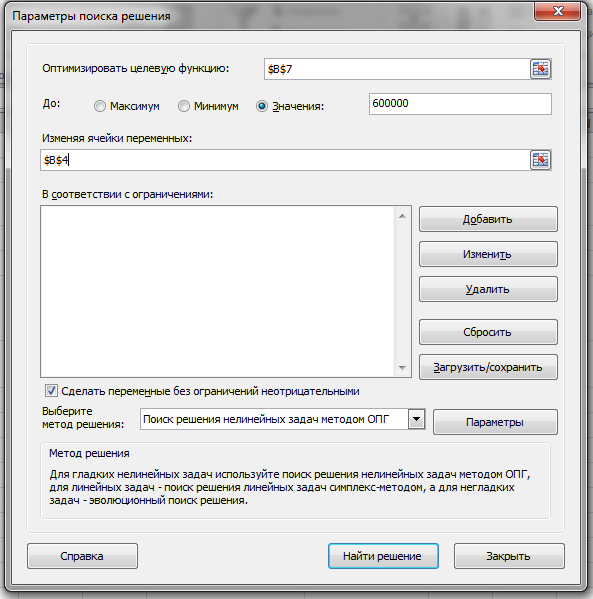 Параметры поиска решения
Оптимизировать целевую функцию: $B$7
До: Максимум Минимум Значения: 600000
Изменяя ячейки переменных:
$B$4
В соответствии с ограничениями:
Добавить
Изменить
Удалить
Сбросить
Загрузить/сохранить
Сделать переменные без ограничений неотрицательными
Выберите
метод решения:
Поиск решения нелинейных задач методом ОПГ
Параметры
Метод решения
Для гладких нелинейных задач используйте поиск решения нелинейных задач методом ОПГ,
для линейных задач - поиск решения линейных задач симплекс-методом, а для негладких
задач - эволюционный поиск решения.
Справка Найти решение Закрыть